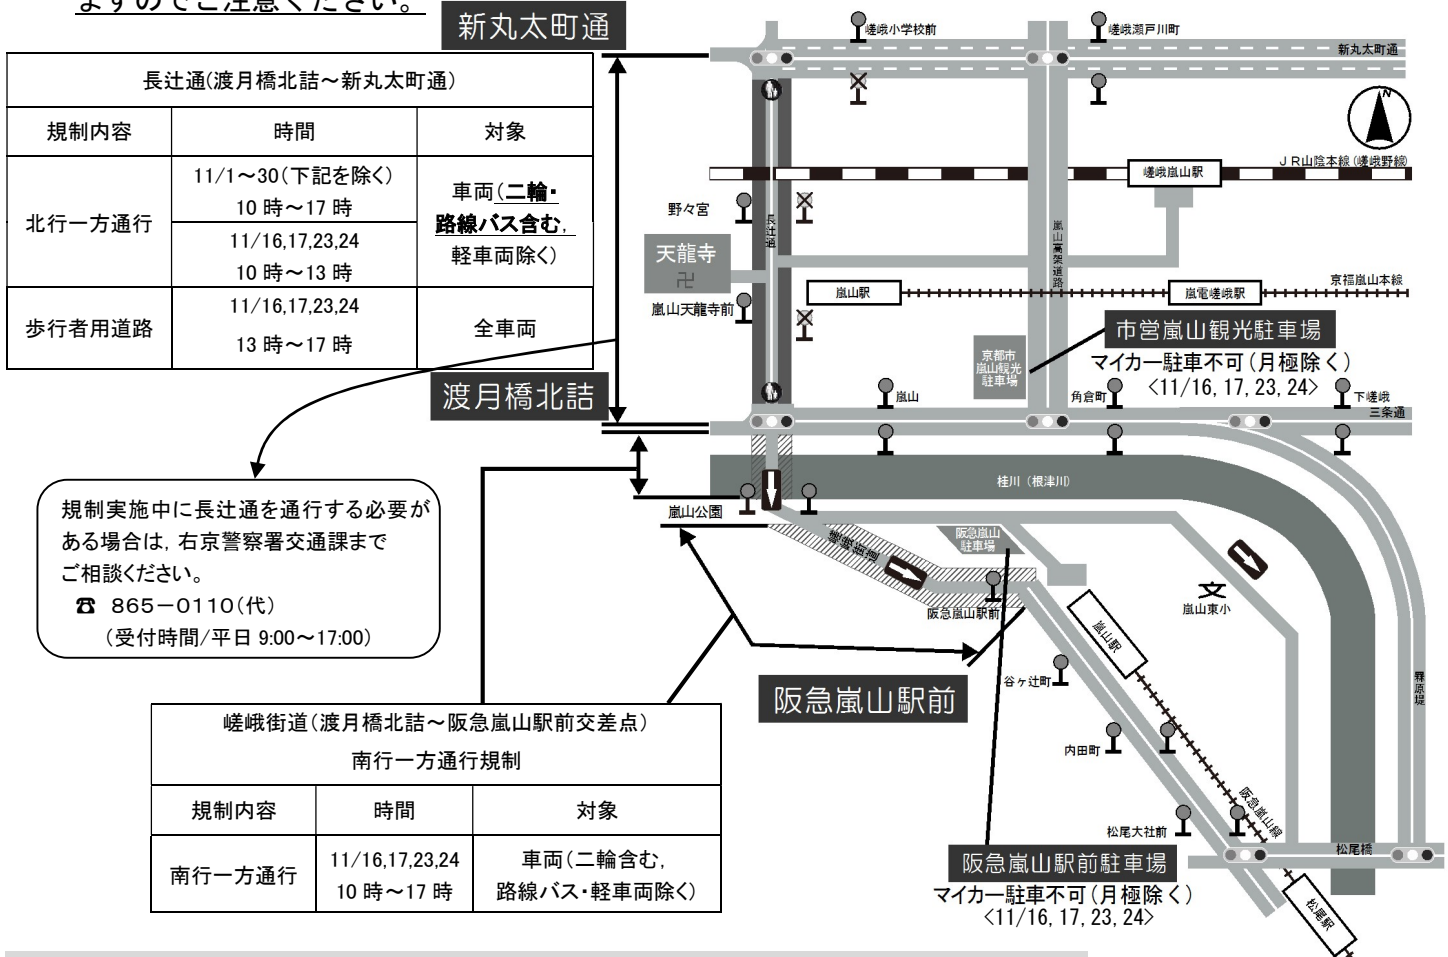 ますのでご注意ください。
新丸太町通
長辻通(渡月橋北詰～新丸太町通)
規制内容 時間 対象
北行一方通行
11/1～30(下記を除く)
10時～17時
11/16,17,23,24
10時～13時
車両(二輪・
路線バス含む,
軽車両除く)
歩行者用道路
11/16,17,23,24
13時～17時
全車両
渡月橋北詰
規制実施中に長辻通を通行する必要が
ある場合は,右京警察署交通課まで
ご相談ください。
☎ 865-0110(代)
(受付時間/平日 9:00～17:00)
嵯峨街道(渡月橋北詰～阪急嵐山駅前交差点)
南行一方通行規制
規制内容 時間 対象
南行一方通行
11/16,17,23,24
10時～17時
車両(二輪含む,
路線バス・軽車両除く)
嵯峨小学校前
嵯峨瀬戸川町
新丸太町通
N
JR山陰本線(嵯峨野線)
嵯峨嵐山駅
野々宮
長辻通
天龍寺
卍
嵐山高架道路
嵐山駅
嵐電嵯峨駅
京福嵐山本線
嵐山天龍寺前
市営嵐山観光駐車場
マイカー駐車不可(月極除く)
<11/16, 17, 23, 24>
京都市
嵐山観光
駐車場
嵐山
角倉町
下嵯峨
三条通
桂川(根津川)
嵐山公園
嵯峨街道
阪急嵐山
駐車場
阪急嵐山駅前
文
嵐山東小
嵐山駅
谷ヶ辻町
阪急嵐山駅前
罧原堤
内田町
阪急嵐山線
松尾大社前
松尾橋
阪急嵐山駅前駐車場
マイカー駐車不可(月極除く)
<11/16, 17, 23, 24>
松尾駅